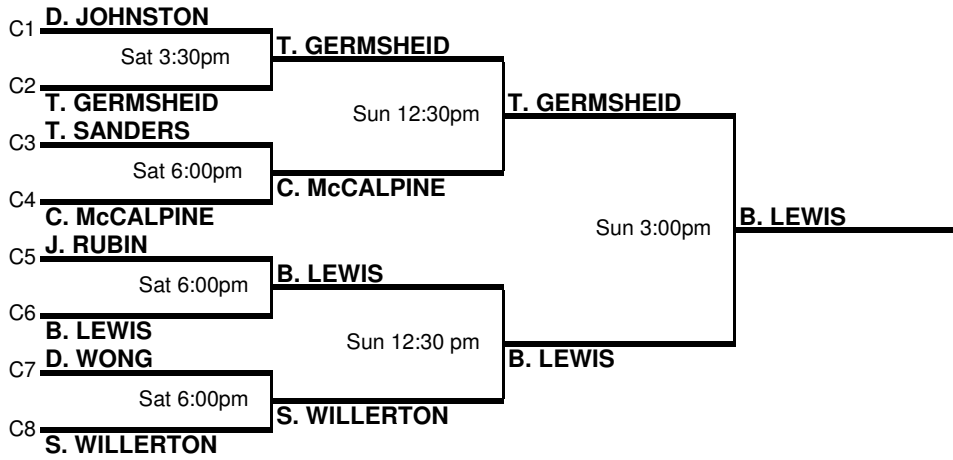 C1 D. JOHNSTON
Sat 3:30pm
T. GERMSHEID
C2
T. GERMSHEID
Sun 12:30pm
T. GERMSHEID
C3 T. SANDERS
Sat 6:00pm
C. McCALPINE
C4
C. McCALPINE
Sun 3:00pm
B. LEWIS
C5 J. RUBIN
Sat 6:00pm
B. LEWIS
C6
B. LEWIS
Sun 12:30 pm
B. LEWIS
C7 D. WONG
Sat 6:00pm
S. WILLERTON
C8
S. WILLERTON